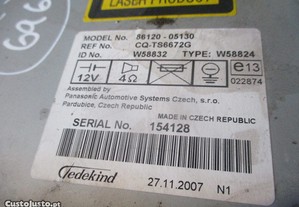 LASER PRODUCT
MODEL No. 86120 - 05130
REF No. CQ-TS6672G
ID No. W58832 TYPE: W58824
12V 4Ω e13
022874
Assembled by
Panasonic Automotive Systems Czech, s.r.o.
Pardubice, Czech Republic
MADE IN CZECH REPUBLIC
SERIAL No. 154128
Tedekind
27.11.2007 N1
CustoJusto.pt